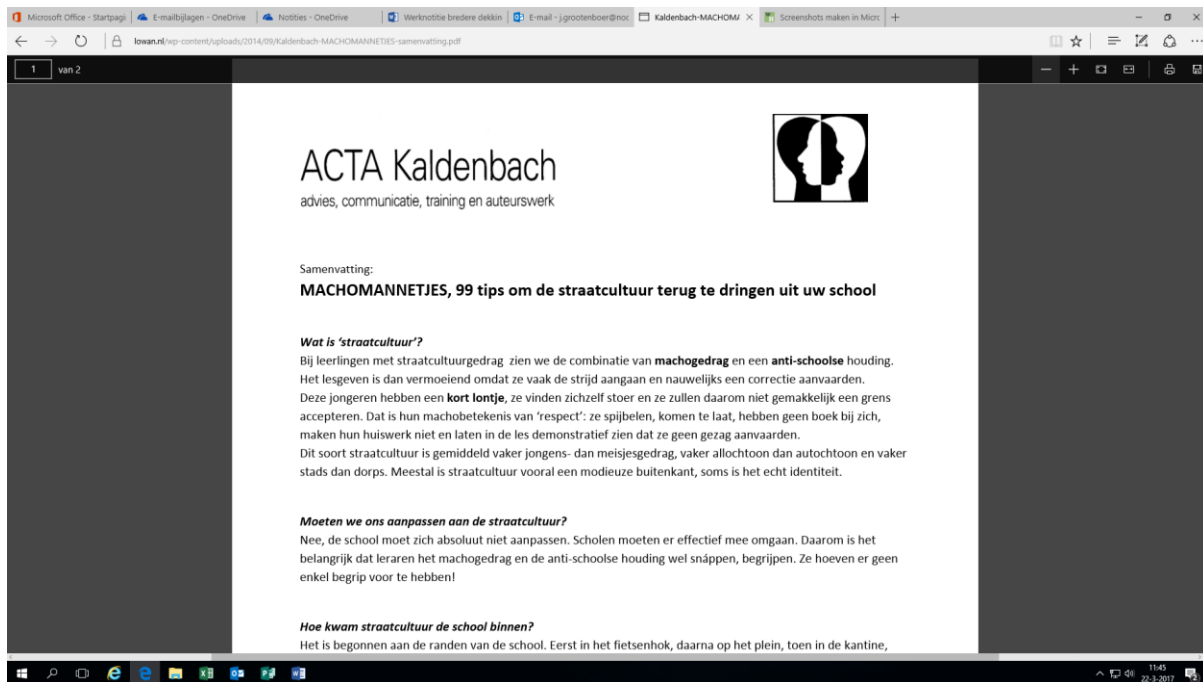 Microsoft Office - Startpagi
E-mailbijlagen - OneDrive
Notities - OneDrive
Werknotitie bredere dekkin
E-mail - j.grootenboer@noc
Kaldenbach-MACHOMA
Screenshots maken in Micro
lowan.nl/wp-content/uploads/2014/09/Kaldenbach-MACHOMANNETJES-samenvatting.pdf
1 van 2
ACTA Kaldenbach
advies, communicatie, training en auteurswerk
Samenvatting:
MACHOMANNETJES, 99 tips om de straatcultuur terug te dringen uit uw school
Wat is ‘straatcultuur’?
Bij leerlingen met straatcultuurgedrag zien we de combinatie van machogedrag en een anti-schoolse houding.
Het lesgeven is dan vermoeiend omdat ze vaak de strijd aangaan en nauwelijks een correctie aanvaarden.
Deze jongeren hebben een kort lontje, ze vinden zichzelf stoer en ze zullen daarom niet gemakkelijk een grens
accepteren. Dat is hun machobetekenis van ‘respect’: ze spijbelen, komen te laat, hebben geen boek bij zich,
maken hun huiswerk niet en laten in de les demonstratief zien dat ze geen gezag aanvaarden.
Dit soort straatcultuur is gemiddeld vaker jongens- dan meisjesgedrag, vaker allochtoon dan autochtoon en vaker
stads dan dorps. Meestal is straatcultuur vooral een modieuze buitenkant, soms is het echt identiteit.
Moeten we ons aanpassen aan de straatcultuur?
Nee, de school moet zich absoluut niet aanpassen. Scholen moeten er effectief mee omgaan. Daarom is het
belangrijk dat leraren het machogedrag en de anti-schoolse houding wel snáppen, begrijpen. Ze hoeven er geen
enkel begrip voor te hebben!
Hoe kwam straatcultuur de school binnen?
Het is begonnen aan de randen van de school. Eerst in het fietsenhok, daarna op het plein, toen in de kantine,
11:45
22-3-2017